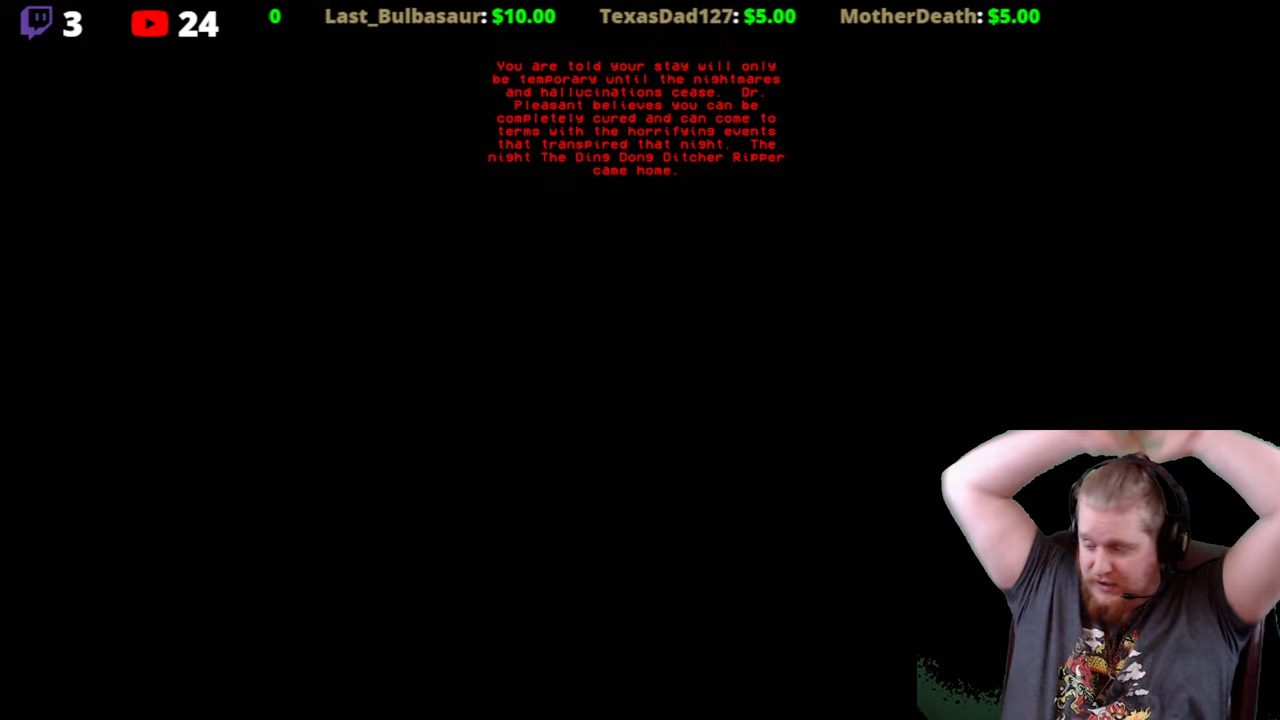 3 24 0 Last_Bulbasaur: $10.00 TexasDad127: $5.00 MotherDeath: $5.00
You are told your stay will only
be temporary until the nightmares
and hallucinations cease. Dr.
Pleasant believes you can be
completely cured and can come to
terms with the horrifying events
that transpired that night. The
night The Ding Dong Ditcher Ripper
came home.